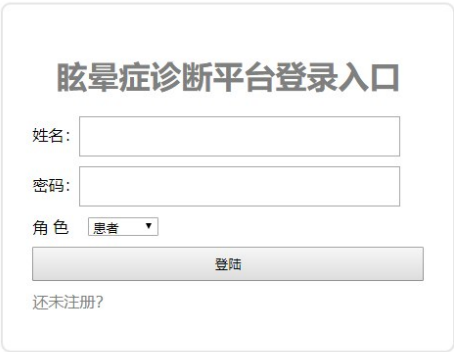 眩晕症诊断平台登录入口
姓名：
密码：
角 色 患者
登陆
还未注册?